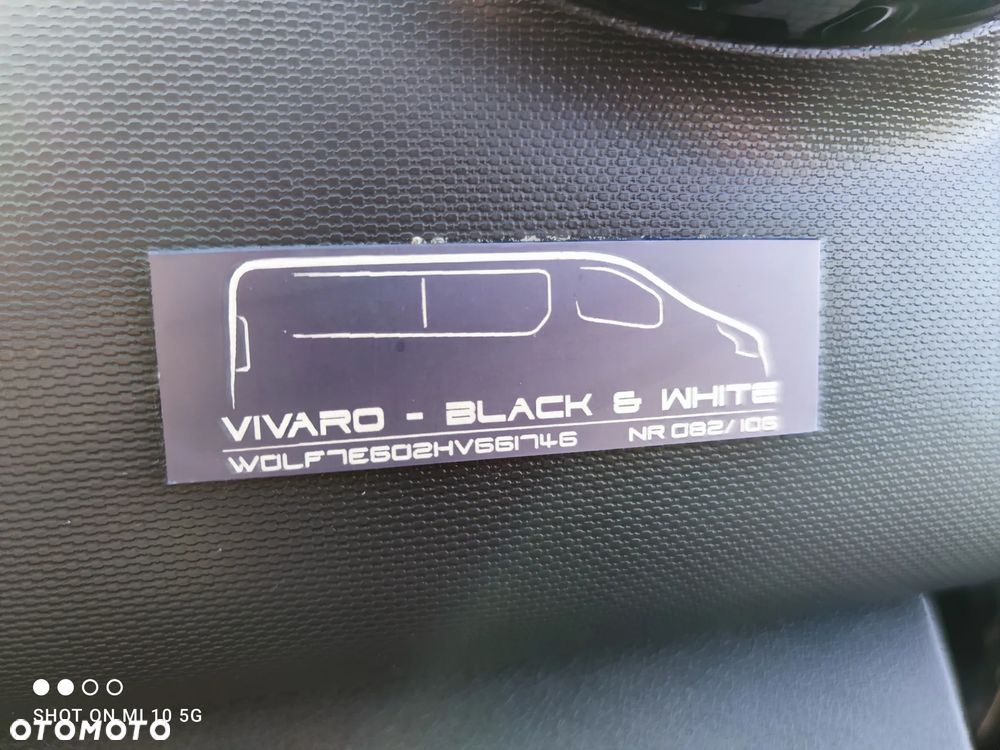 VIVARO - BLACK & WHITE
W0LF7E602HV661746 NR 082/106
SHOT ON MI 10 5G
OTOMOTO